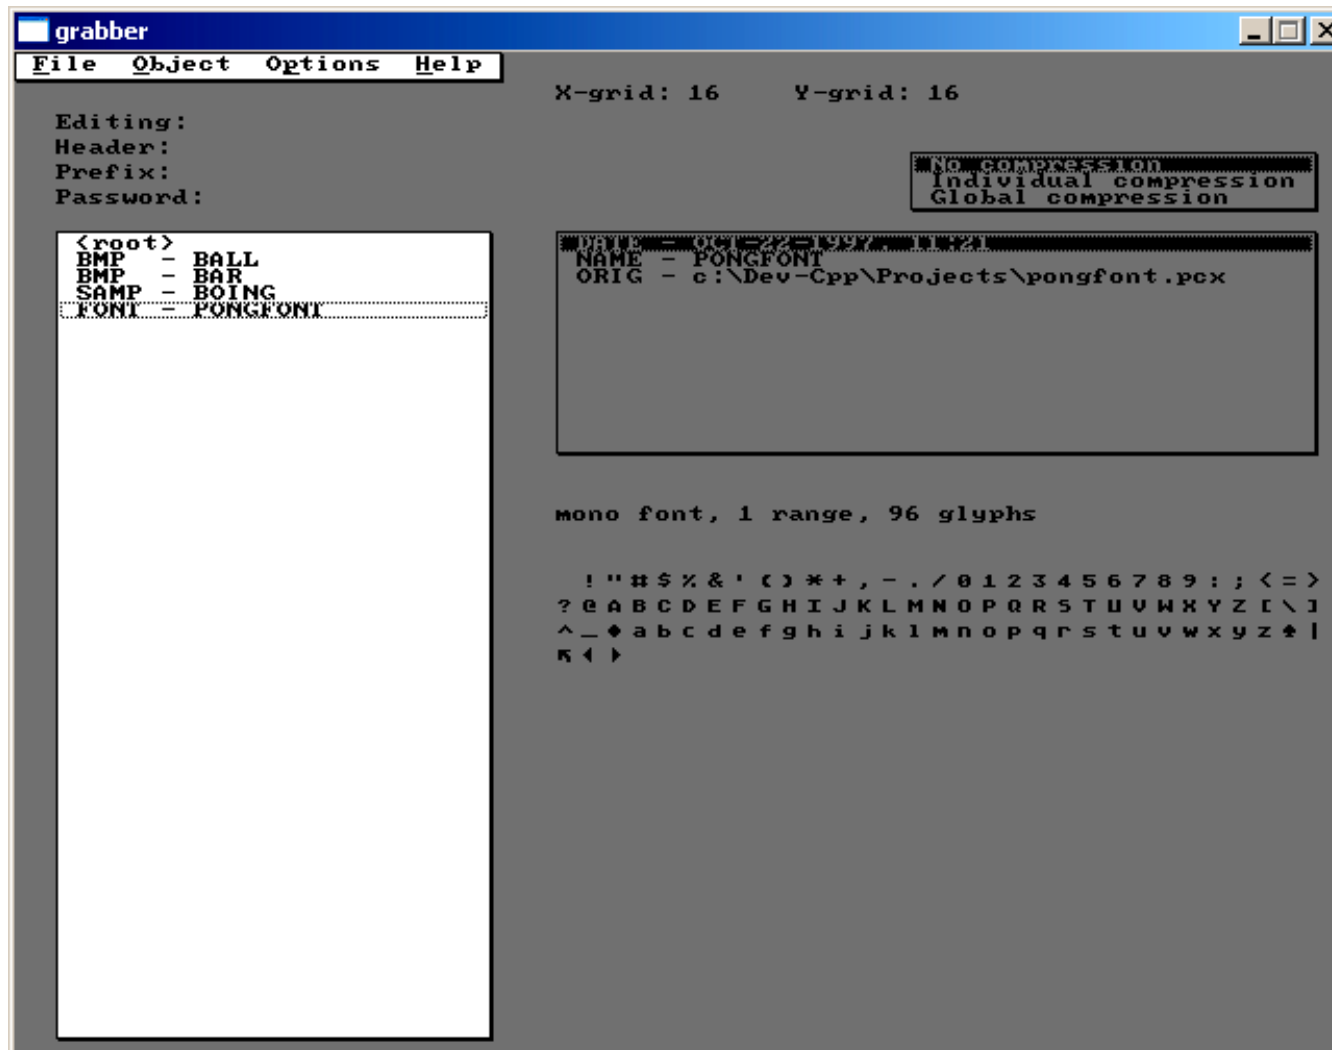 grabber
File Object Options Help
X-grid: 16 Y-grid: 16
Editing:
Header:
Prefix:
Password:
No compression
Individual compression
Global compression
<root>
BMP - BALL
BMP - BAR
SAMP - BOING
FONT - PONGFONT
DATE - OCT-22-1997, 11:21
NAME - PONGFONT
ORIG - c:\Dev-Cpp\Projects\pongfont.pcx
mono font, 1 range, 96 glyphs
! " # $ % & ' ( ) * + , - . / 0 1 2 3 4 5 6 7 8 9 : ; < = >
? @ A B C D E F G H I J K L M N O P Q R S T U V W X Y Z [ \ ]
^ _ ♦ a b c d e f g h i j k l m n o p q r s t u v w x y z ♠ |
↖ ◀ ▶